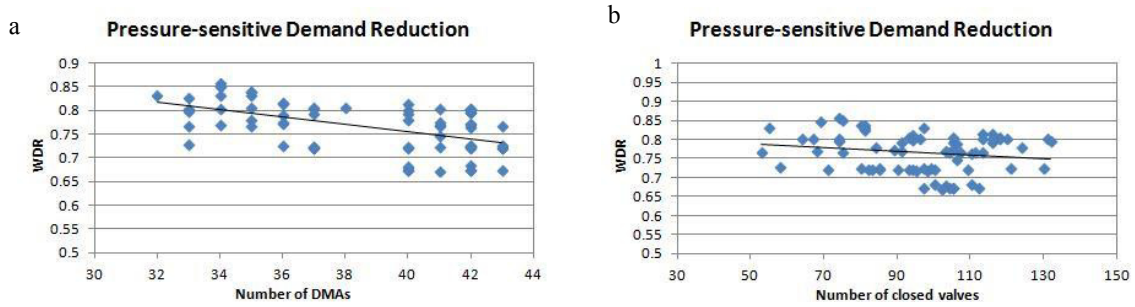 a
Pressure-sensitive Demand Reduction
WDR
0.9
0.85
0.8
0.75
0.7
0.65
0.6
0.55
0.5
30 32 34 36 38 40 42 44
Number of DMAs
b
Pressure-sensitive Demand Reduction
WDR
1
0.95
0.9
0.85
0.8
0.75
0.7
0.65
0.6
0.55
0.5
30 50 70 90 110 130 150
Number of closed valves